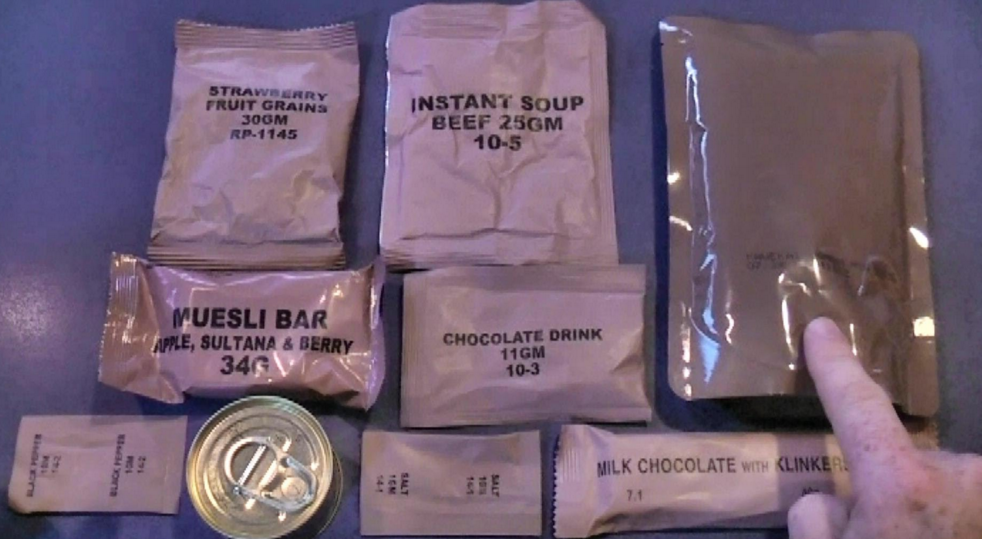 STRAWBERRY
FRUIT GRAINS
30GM
RP-1145
INSTANT SOUP
BEEF 25GM
10-5
MUESLI BAR
APPLE, SULTANA & BERRY
34G
CHOCOLATE DRINK
11GM
10-3
BLACK PEPPER
BLACK PEPPER
SALT
SALT
MILK CHOCOLATE WITH KLINKERS
7.1